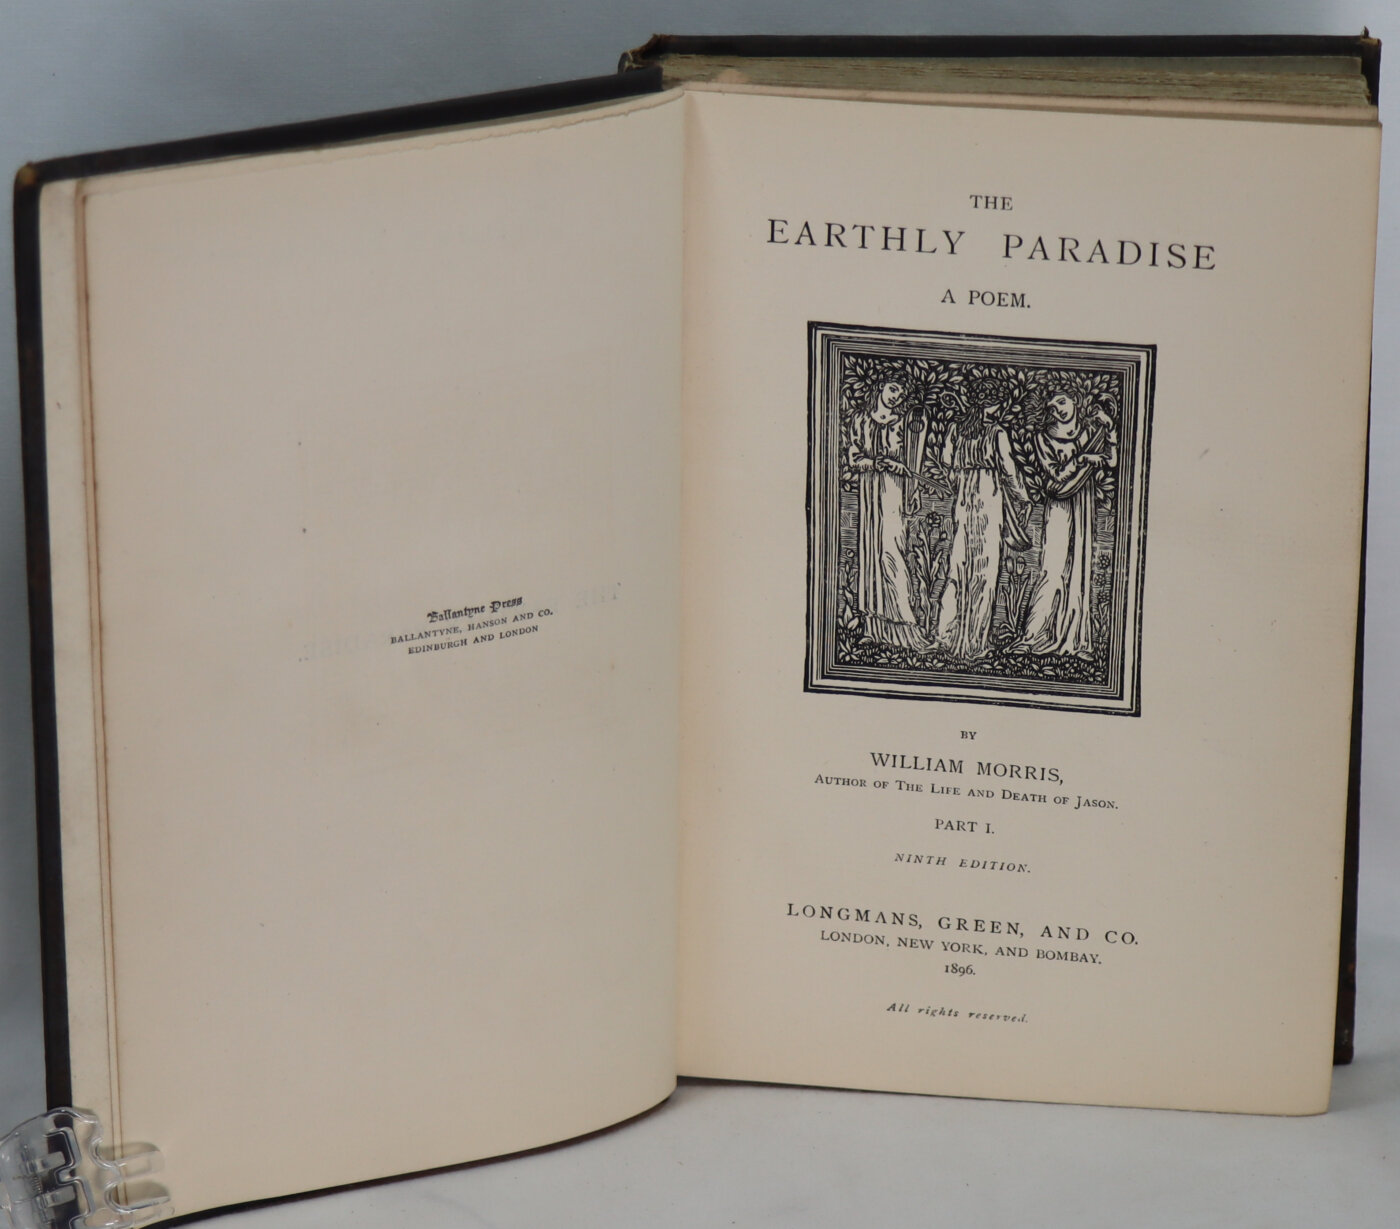 Ballantyne Press
BALLANTYNE, HANSON AND CO.
EDINBURGH AND LONDON
THE
EARTHLY PARADISE
A POEM.
BY
WILLIAM MORRIS,
AUTHOR OF THE LIFE AND DEATH OF JASON.
PART I.
NINTH EDITION.
LONGMANS, GREEN, AND CO.
LONDON, NEW YORK, AND BOMBAY.
1896.
All rights reserved.